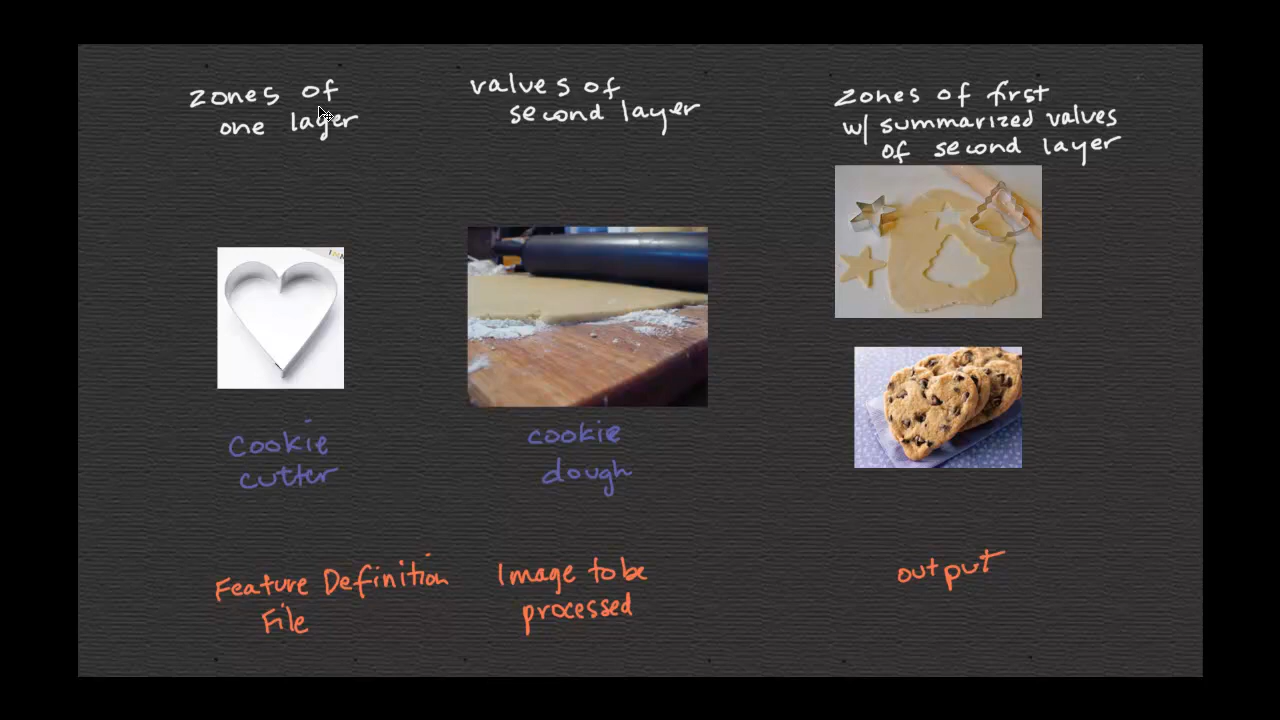 zones of
one layer
values of
second layer
zones of first
w/ summarized values
of second layer
cookie
cutter
cookie
dough
Feature Definition
File
Image to be
processed
output